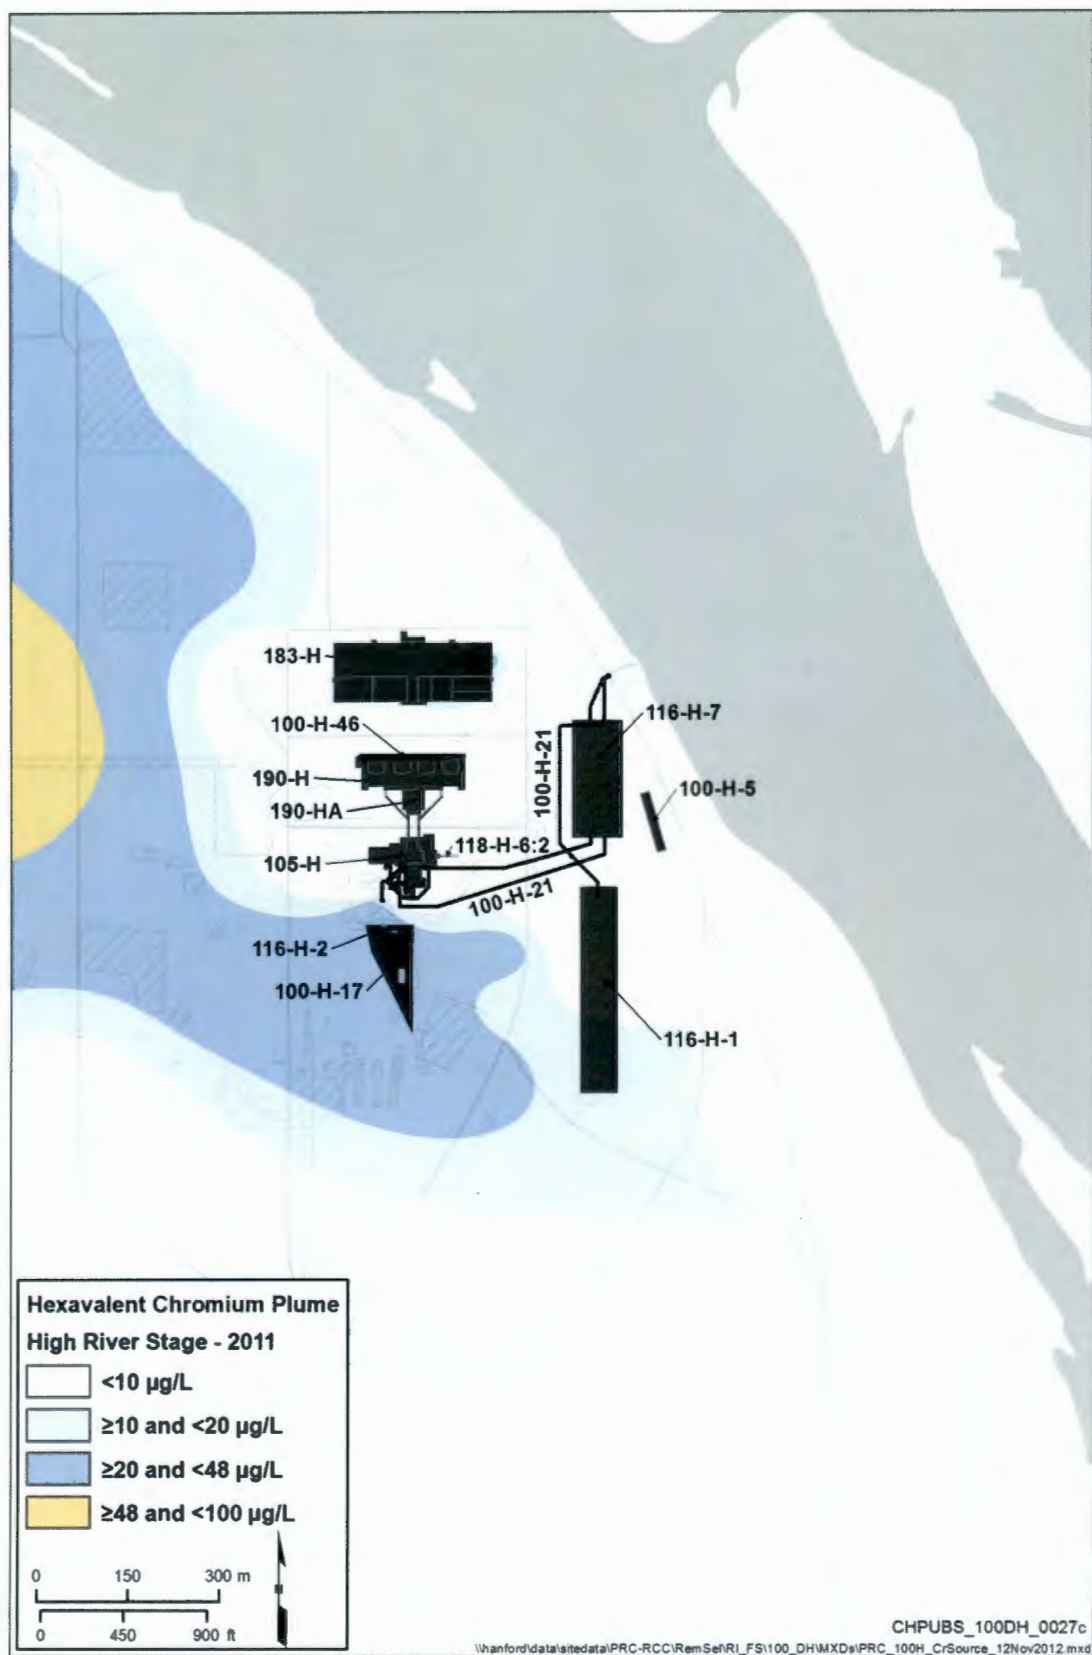 183-H
100-H-46
190-H
190-HA
105-H
118-H-6:2
116-H-2
100-H-17
100-H-21
100-H-21
116-H-7
100-H-5
116-H-1
Hexavalent Chromium Plume
High River Stage - 2011
<10 µg/L
≥10 and <20 µg/L
≥20 and <48 µg/L
≥48 and <100 µg/L
0 150 300 m
0 450 900 ft
CHPUBS_100DH_0027c
\\hanford\data\sitedata\PRC-RCC\RemSel\RI_FS\100_DH\MXDs\PRC_100H_CrSource_12Nov2012.mxd